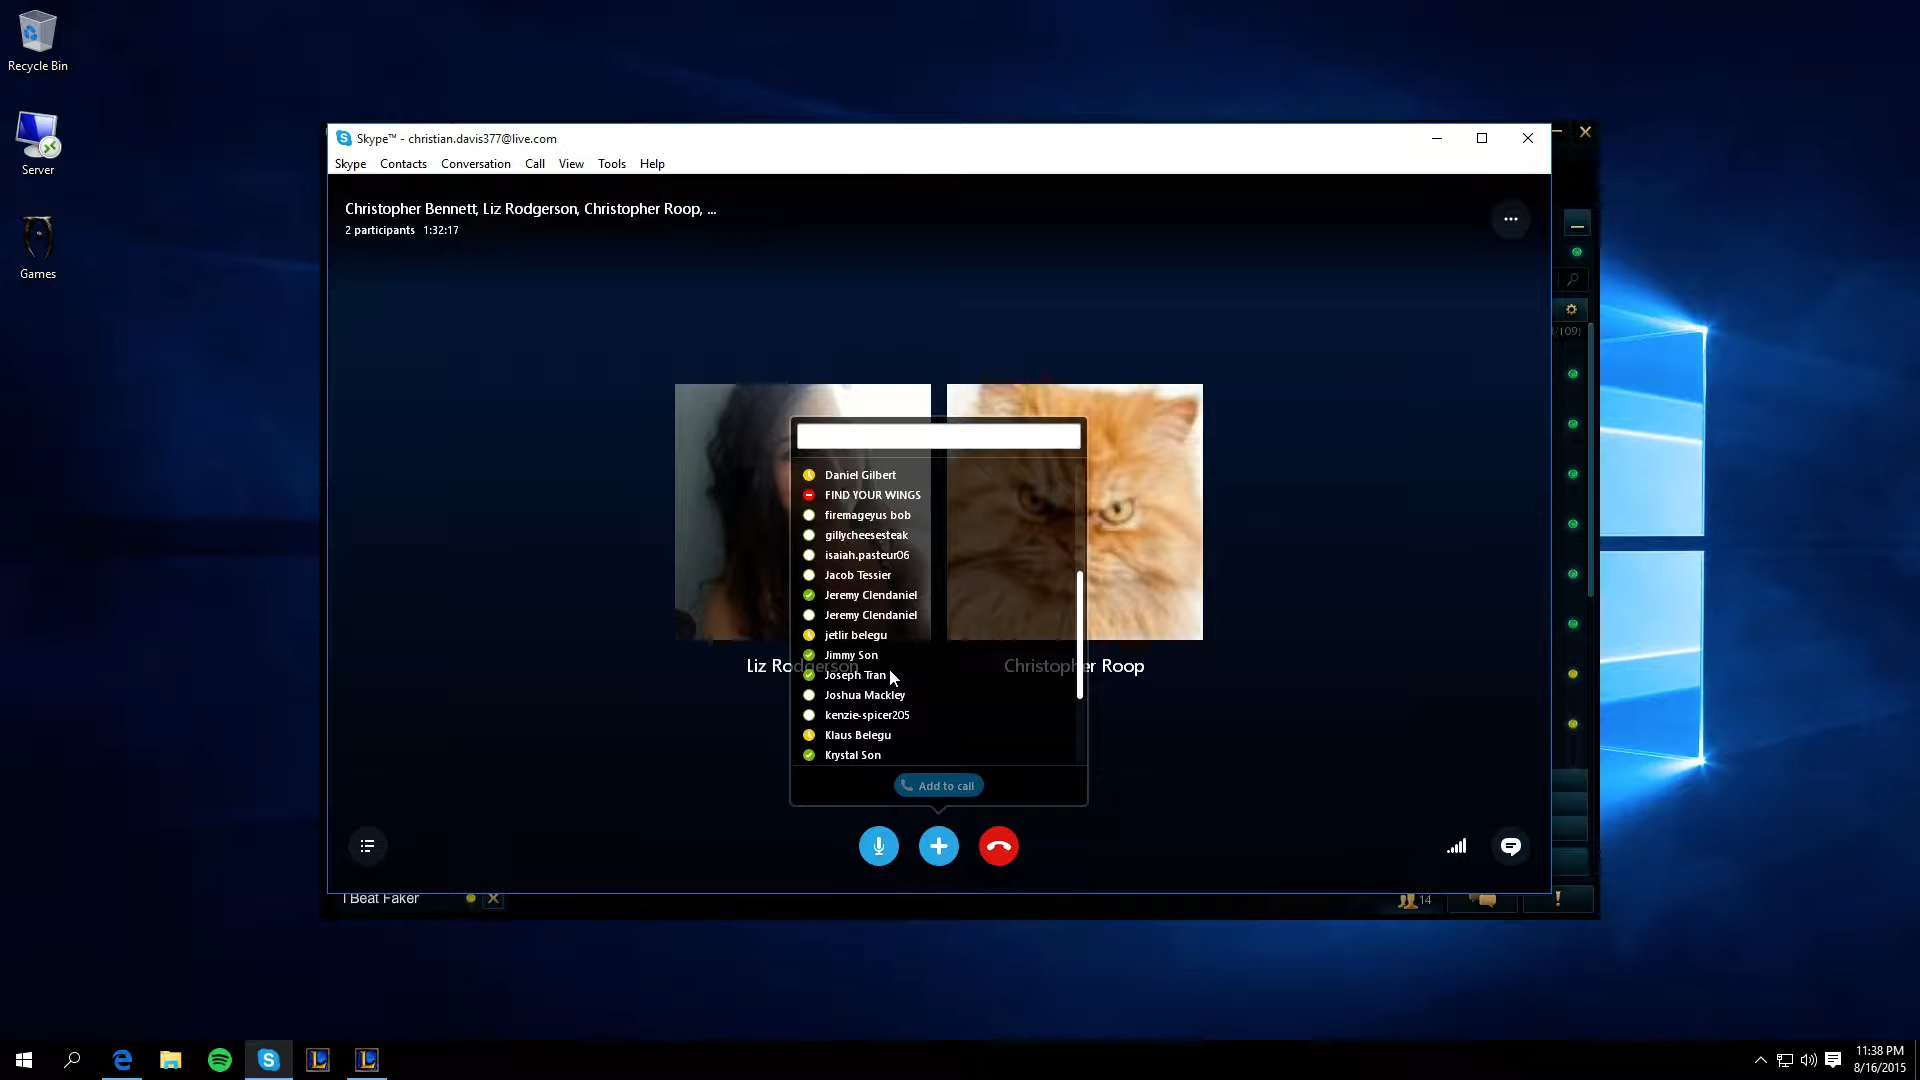 Recycle Bin
Server
Games
Skype™ - christian.davis377@live.com
Skype Contacts Conversation Call View Tools Help
Christopher Bennett, Liz Rodgerson, Christopher Roop, ...
2 participants 1:32:17
/109)
Daniel Gilbert
FIND YOUR WINGS
firemageyus bob
gillycheesesteak
isaiah.pasteur06
Jacob Tessier
Jeremy Clendaniel
Jeremy Clendaniel
jetlir belegu
Jimmy Son
Liz Rodgerson
Christopher Roop
Joseph Tran
Joshua Mackley
kenzie-spicer205
Klaus Belegu
Krystal Son
Add to call
I Beat Faker
14
11:38 PM
8/16/2015